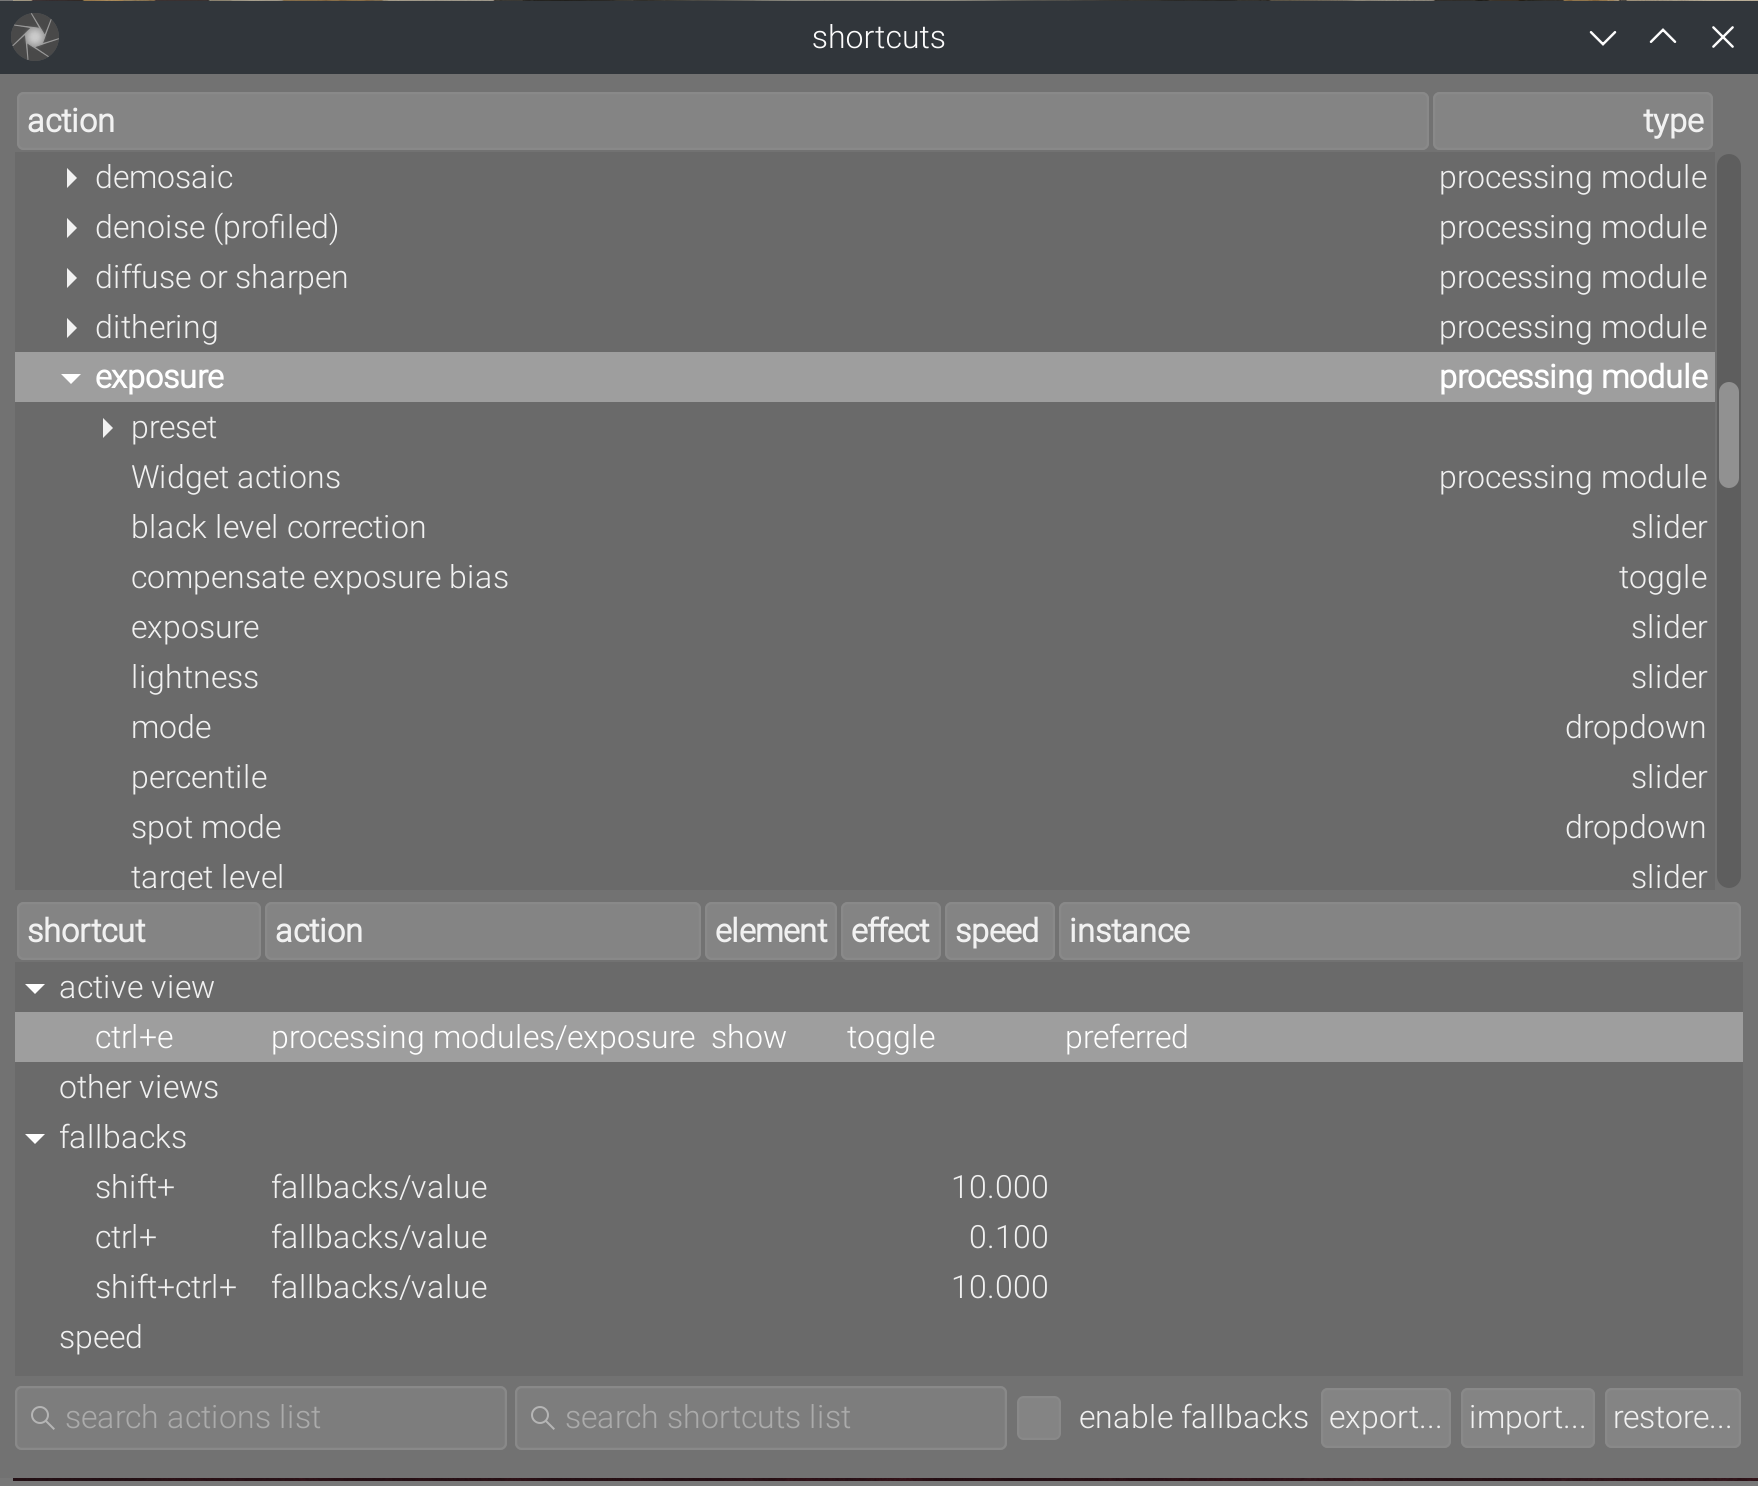 shortcuts
action type
demosaic processing module
denoise (profiled) processing module
diffuse or sharpen processing module
dithering processing module
exposure processing module
preset
Widget actions processing module
black level correction slider
compensate exposure bias toggle
exposure slider
lightness slider
mode dropdown
percentile slider
spot mode dropdown
target level slider
shortcut action element effect speed instance
active view
ctrl+e processing modules/exposure show toggle preferred
other views
fallbacks
shift+ fallbacks/value 10.000
ctrl+ fallbacks/value 0.100
shift+ctrl+ fallbacks/value 10.000
speed
search actions list search shortcuts list enable fallbacks export... import... restore...